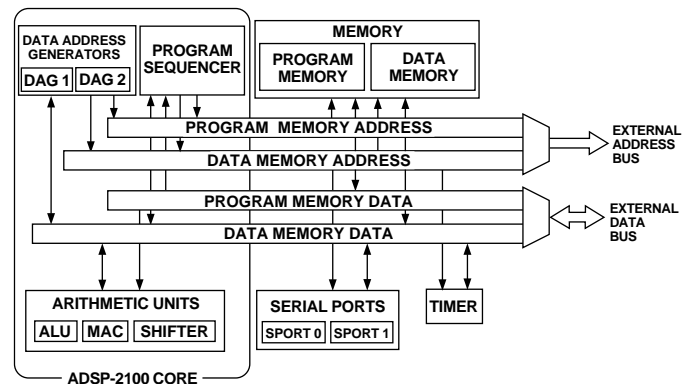 DATA ADDRESS
GENERATORS
DAG 1
DAG 2
PROGRAM
SEQUENCER
MEMORY
PROGRAM
MEMORY
DATA
MEMORY
PROGRAM MEMORY ADDRESS
EXTERNAL
ADDRESS
BUS
DATA MEMORY ADDRESS
PROGRAM MEMORY DATA
EXTERNAL
DATA
BUS
DATA MEMORY DATA
ARITHMETIC UNITS
ALU
MAC
SHIFTER
SERIAL PORTS
SPORT 0
SPORT 1
TIMER
ADSP-2100 CORE